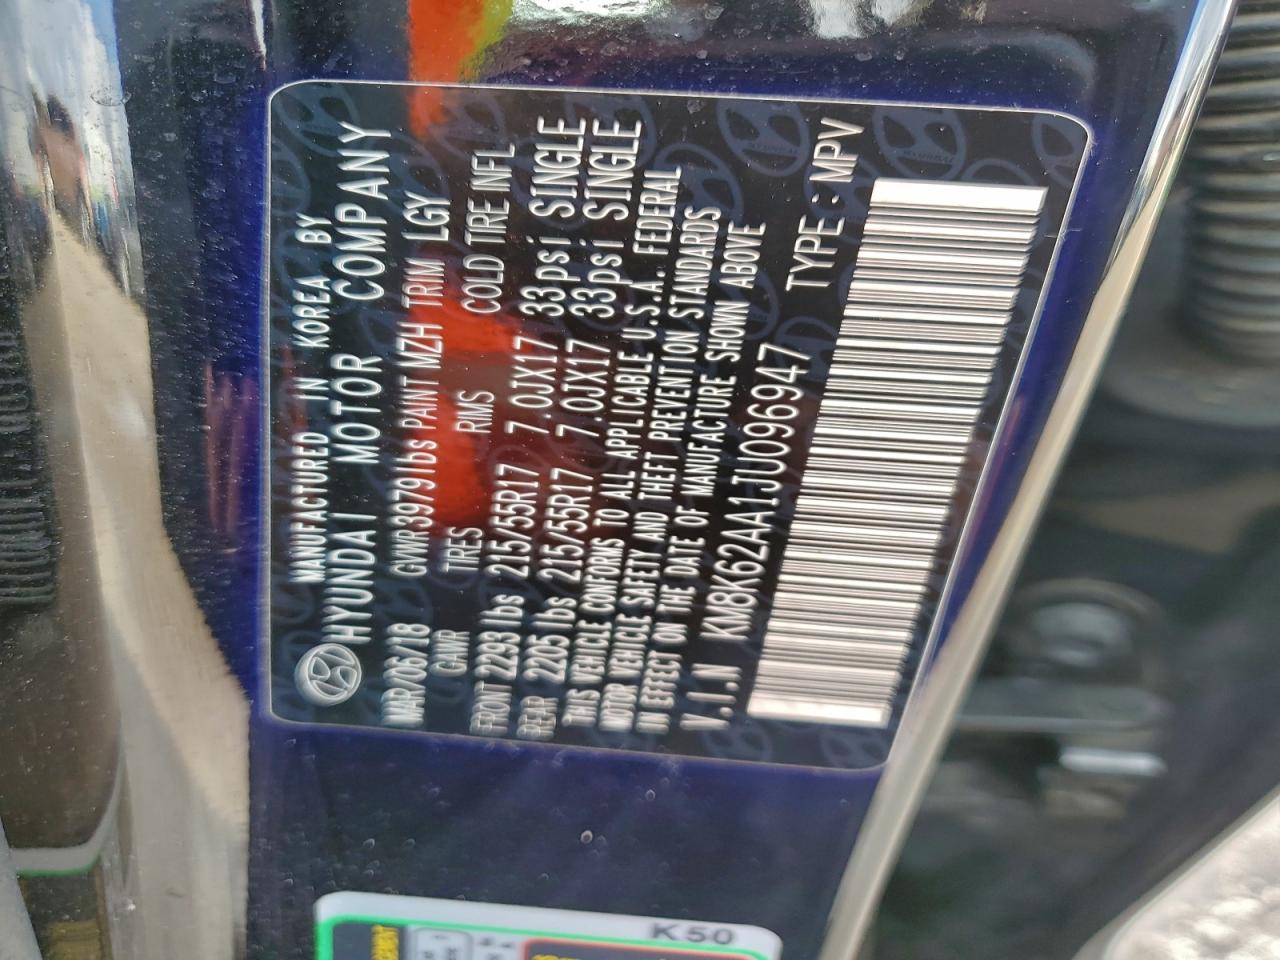 MANUFACTURED IN KOREA BY
HYUNDAI MOTOR COMPANY
MAR/06/18 GVWR 3979 lbs PAINT MZH TRIM LGY
GAWR TIRES RMS COLD TIRE INFL
FRONT 2293 lbs 215/55R17 7.0JX17 33psi SINGLE
REAR 2205 lbs 215/55R17 7.0JX17 33psi SINGLE
THIS VEHICLE CONFORMS TO ALL APPLICABLE U.S.A. FEDERAL
MOTOR VEHICLE SAFETY AND THEFT PREVENTION STANDARDS
IN EFFECT ON THE DATE OF MANUFACTURE SHOWN ABOVE
V.I.N KM8K62AA1JU096947 TYPE : MPV
K50